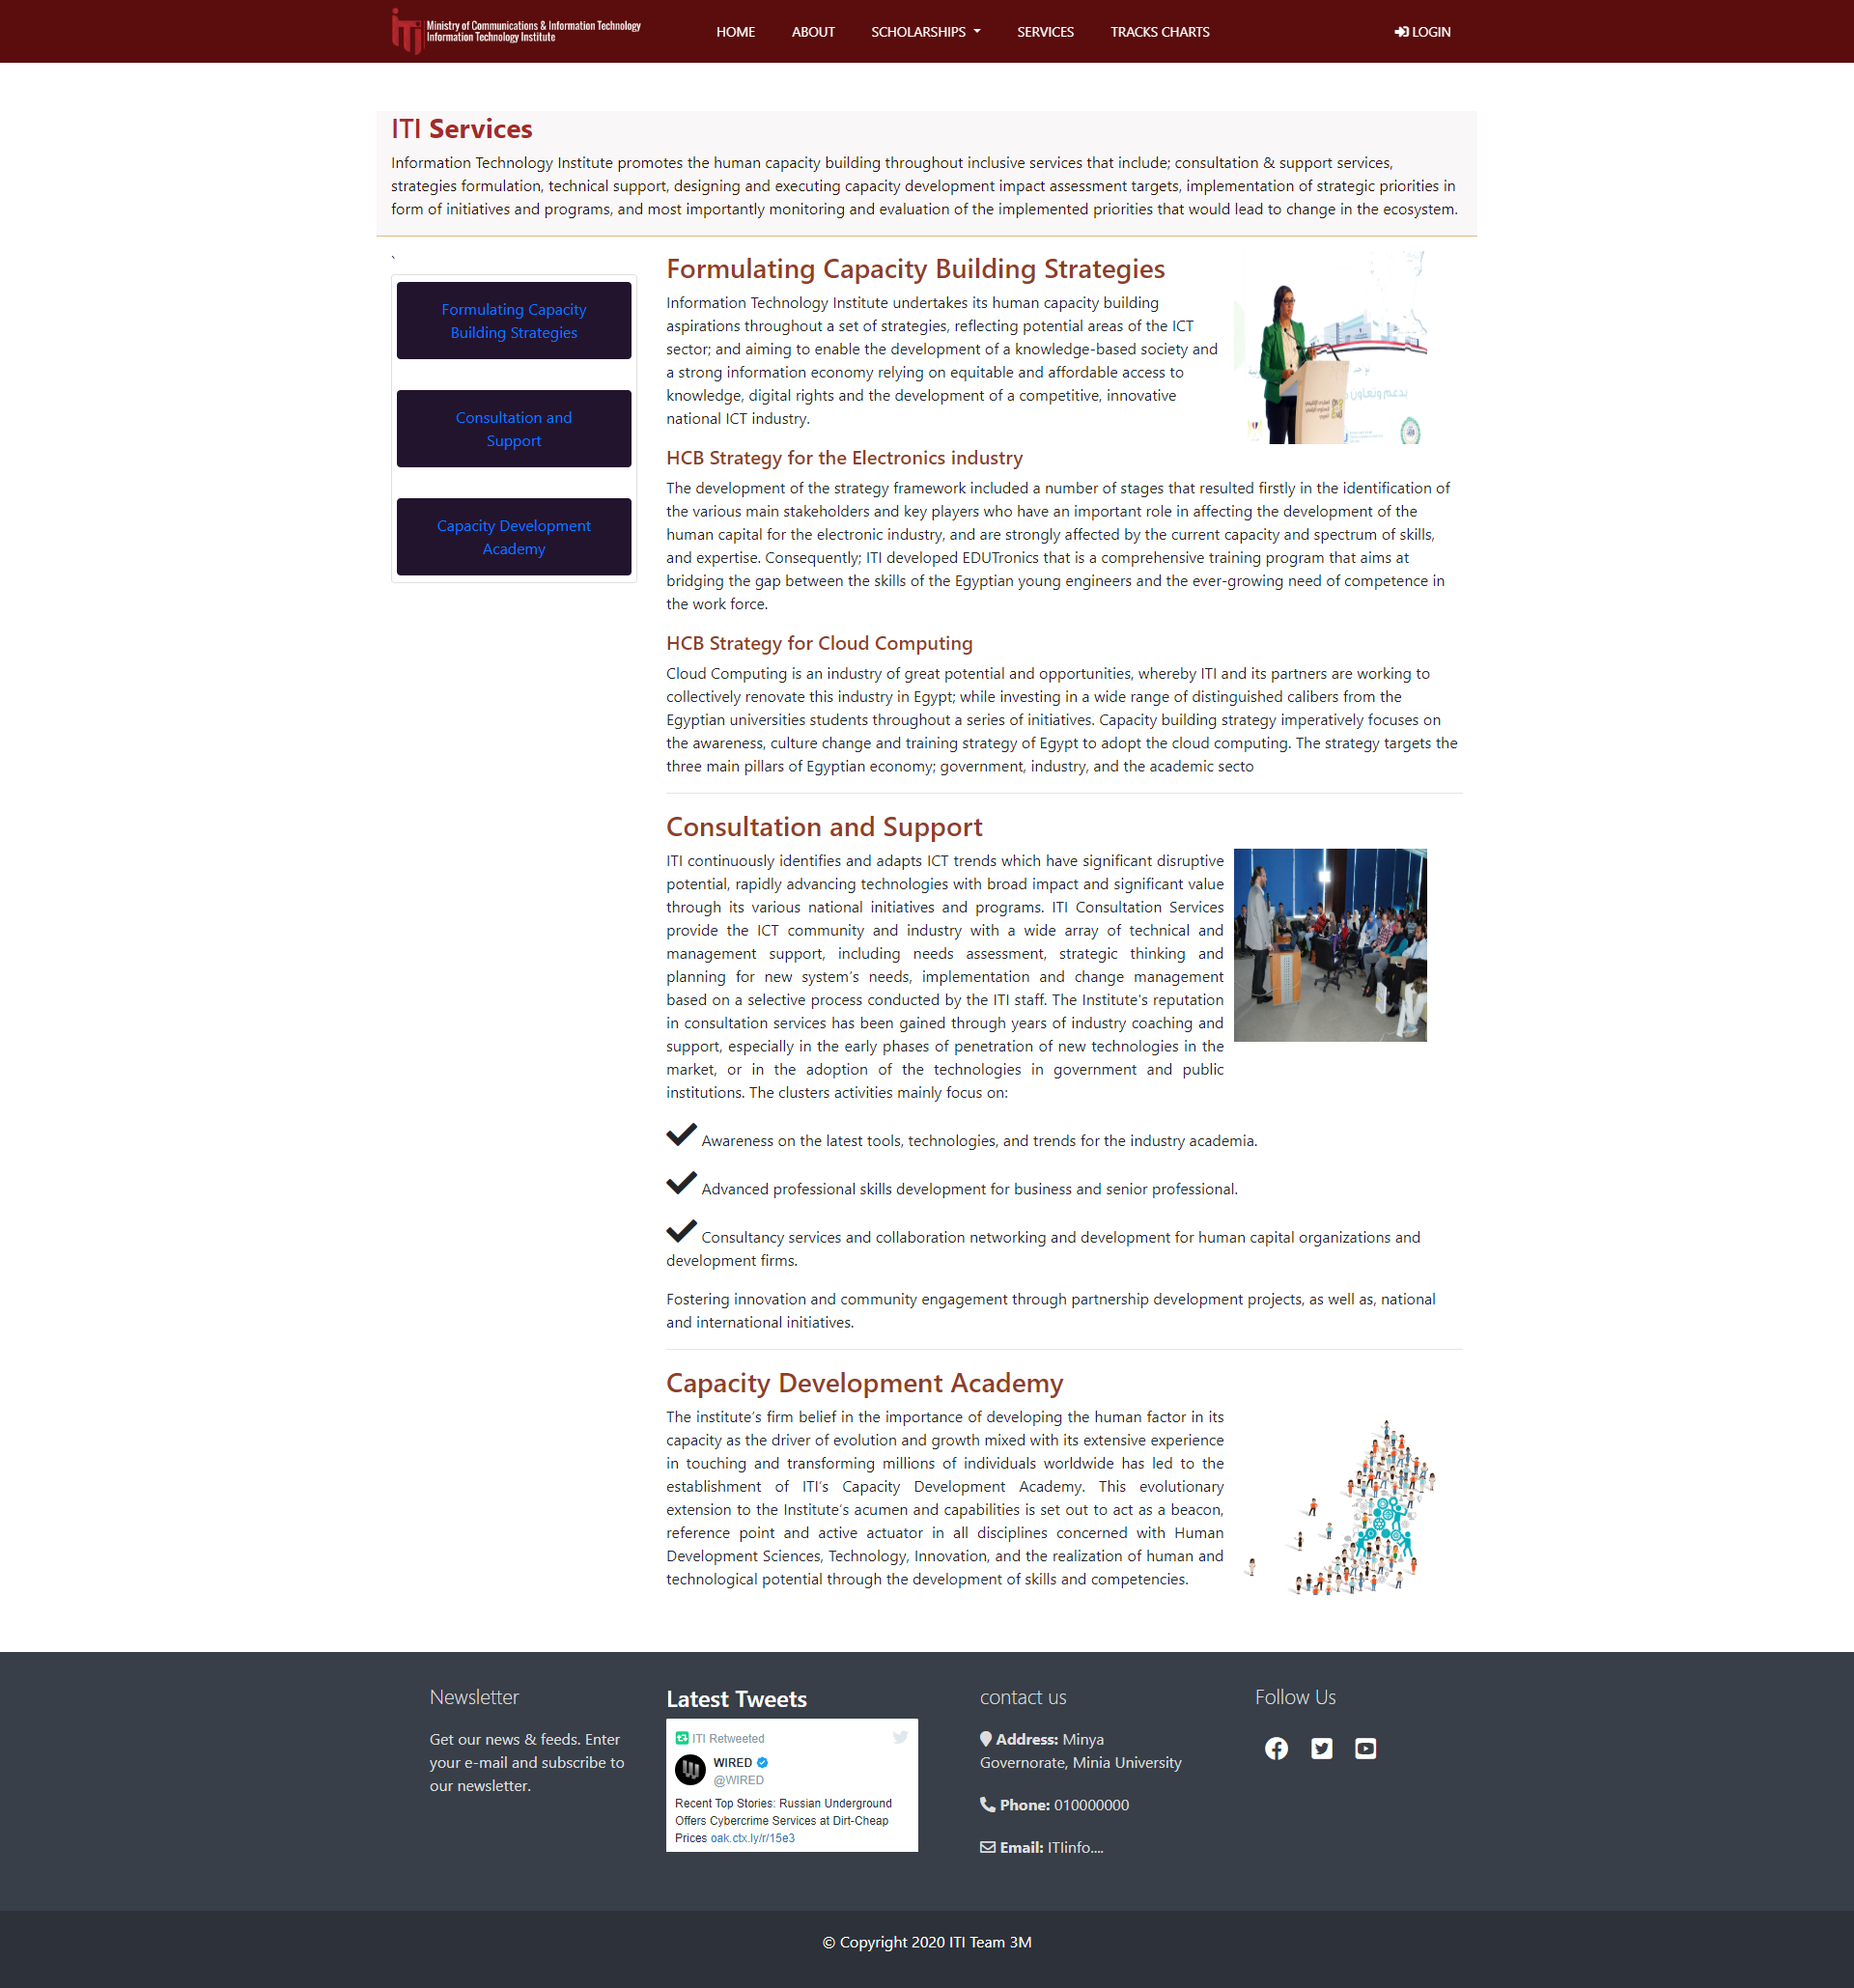 Ministry of Communications & Information Technology
Information Technology Institute
HOME ABOUT SCHOLARSHIPS SERVICES TRACKS CHARTS LOGIN
ITI Services
Information Technology Institute promotes the human capacity building throughout inclusive services that include; consultation & support services,
strategies formulation, technical support, designing and executing capacity development impact assessment targets, implementation of strategic priorities in
form of initiatives and programs, and most importantly monitoring and evaluation of the implemented priorities that would lead to change in the ecosystem.
`
Formulating Capacity
Building Strategies
Consultation and
Support
Capacity Development
Academy
Formulating Capacity Building Strategies
Information Technology Institute undertakes its human capacity building
aspirations throughout a set of strategies, reflecting potential areas of the ICT
sector; and aiming to enable the development of a knowledge-based society and
a strong information economy relying on equitable and affordable access to
knowledge, digital rights and the development of a competitive, innovative
national ICT industry.
بدعم وتعاون
HCB Strategy for the Electronics industry
The development of the strategy framework included a number of stages that resulted firstly in the identification of
the various main stakeholders and key players who have an important role in affecting the development of the
human capital for the electronic industry, and are strongly affected by the current capacity and spectrum of skills,
and expertise. Consequently; ITI developed EDUTronics that is a comprehensive training program that aims at
bridging the gap between the skills of the Egyptian young engineers and the ever-growing need of competence in
the work force.
HCB Strategy for Cloud Computing
Cloud Computing is an industry of great potential and opportunities, whereby ITI and its partners are working to
collectively renovate this industry in Egypt; while investing in a wide range of distinguished calibers from the
Egyptian universities students throughout a series of initiatives. Capacity building strategy imperatively focuses on
the awareness, culture change and training strategy of Egypt to adopt the cloud computing. The strategy targets the
three main pillars of Egyptian economy; government, industry, and the academic secto
Consultation and Support
ITI continuously identifies and adapts ICT trends which have significant disruptive
potential, rapidly advancing technologies with broad impact and significant value
through its various national initiatives and programs. ITI Consultation Services
provide the ICT community and industry with a wide array of technical and
management support, including needs assessment, strategic thinking and
planning for new system's needs, implementation and change management
based on a selective process conducted by the ITI staff. The Institute's reputation
in consultation services has been gained through years of industry coaching and
support, especially in the early phases of penetration of new technologies in the
market, or in the adoption of the technologies in government and public
institutions. The clusters activities mainly focus on:
Awareness on the latest tools, technologies, and trends for the industry academia.
Advanced professional skills development for business and senior professional.
Consultancy services and collaboration networking and development for human capital organizations and
development firms.
Fostering innovation and community engagement through partnership development projects, as well as, national
and international initiatives.
Capacity Development Academy
The institute's firm belief in the importance of developing the human factor in its
capacity as the driver of evolution and growth mixed with its extensive experience
in touching and transforming millions of individuals worldwide has led to the
establishment of ITI's Capacity Development Academy. This evolutionary
extension to the Institute's acumen and capabilities is set out to act as a beacon,
reference point and active actuator in all disciplines concerned with Human
Development Sciences, Technology, Innovation, and the realization of human and
technological potential through the development of skills and competencies.
Newsletter
Get our news & feeds. Enter
your e-mail and subscribe to
our newsletter.
Latest Tweets
ITI Retweeted
WIRED
@WIRED
Recent Top Stories: Russian Underground
Offers Cybercrime Services at Dirt-Cheap
Prices oak.ctx.ly/r/15e3
contact us
Address: Minya
Governorate, Minia University
Phone: 010000000
Email: ITIinfo....
Follow Us
© Copyright 2020 ITI Team 3M